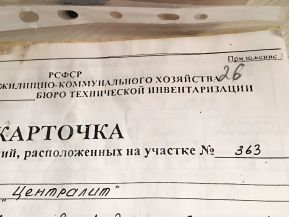 Приложение
26
РСФСР
ЖИЛИЩНО-КОММУНАЛЬНОГО ХОЗЯЙСТВА
БЮРО ТЕХНИЧЕСКОЙ ИНВЕНТАРИЗАЦИИ
КАРТОЧКА
ий, расположенных на участке № 363
"Централит"